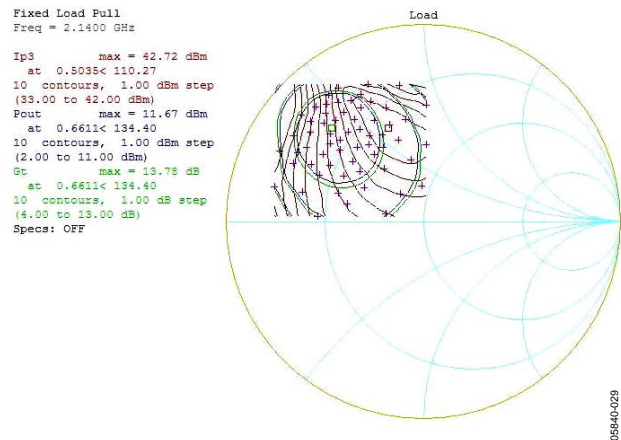 Fixed Load Pull
Freq = 2.1400 GHz
Load
Ip3 max = 42.72 dBm
at 0.5035< 110.27
10 contours, 1.00 dBm step
(33.00 to 42.00 dBm)
Pout max = 11.67 dBm
at 0.6611< 134.40
10 contours, 1.00 dBm step
(2.00 to 11.00 dBm)
Gt max = 13.78 dB
at 0.6611< 134.40
10 contours, 1.00 dB step
(4.00 to 13.00 dB)
Specs: OFF
05840-029